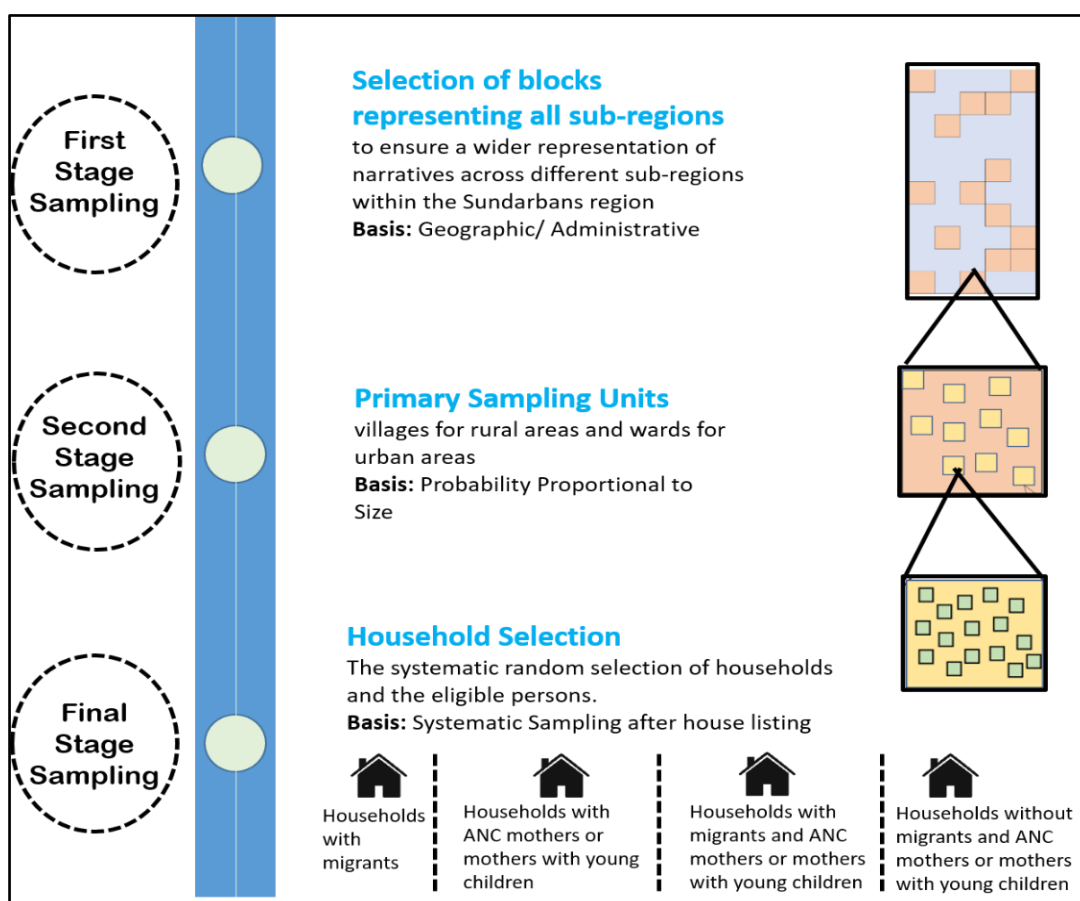 First
Stage
Sampling
Selection of blocks
representing all sub-regions
to ensure a wider representation of
narratives across different sub-regions
within the Sundarbans region
Basis: Geographic/ Administrative
Second
Stage
Sampling
Primary Sampling Units
villages for rural areas and wards for
urban areas
Basis: Probability Proportional to
Size
Final
Stage
Sampling
Household Selection
The systematic random selection of households
and the eligible persons.
Basis: Systematic Sampling after house listing
Households
with
migrants
Households with
ANC mothers or
mothers with young
children
Households with
migrants and ANC
mothers or mothers
with young children
Households without
migrants and ANC
mothers or mothers
with young children